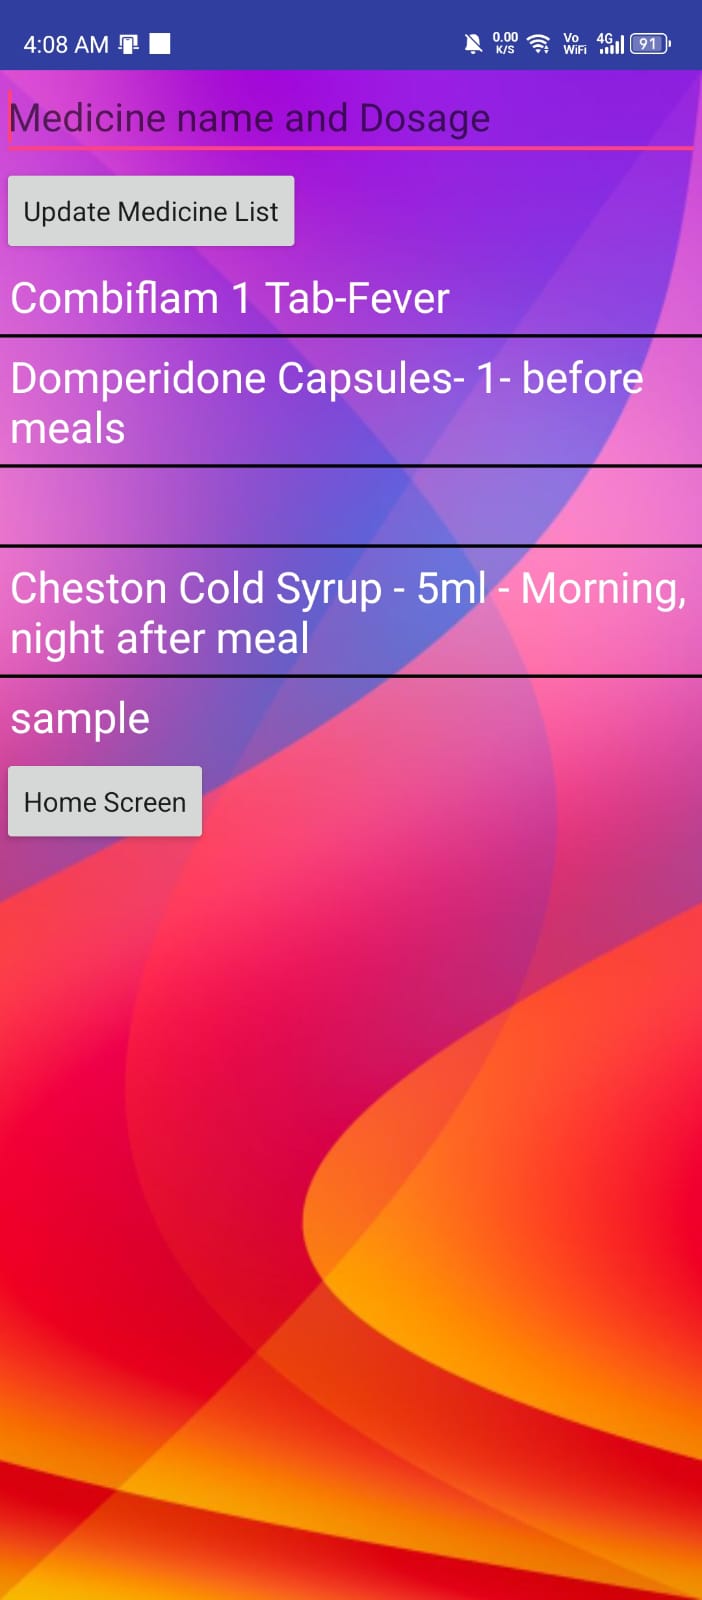 4:08 AM 0.00 K/S Vo WiFi 4G 91
Medicine name and Dosage
Update Medicine List
Combiflam 1 Tab-Fever
Domperidone Capsules- 1- before
meals
Cheston Cold Syrup - 5ml - Morning,
night after meal
sample
Home Screen